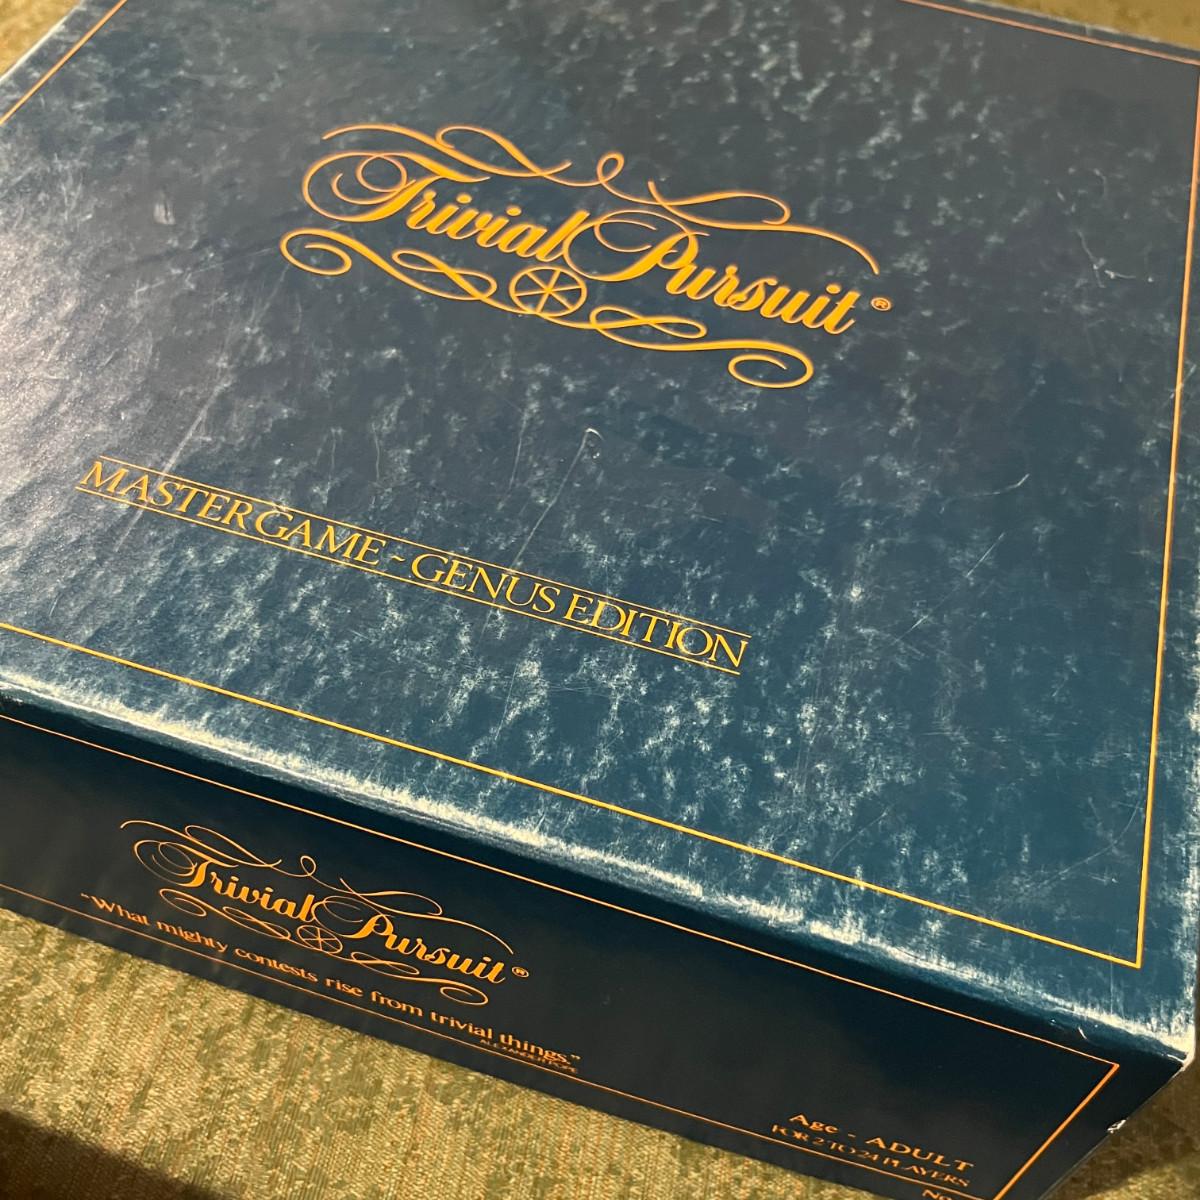 Trivial Pursuit®
MASTER GAME - GENUS EDITION
Trivial Pursuit®
"What mighty contests rise from trivial things."
ALEXANDER POPE
Age - ADULT
FOR 2 TO 24 PLAYERS
No.